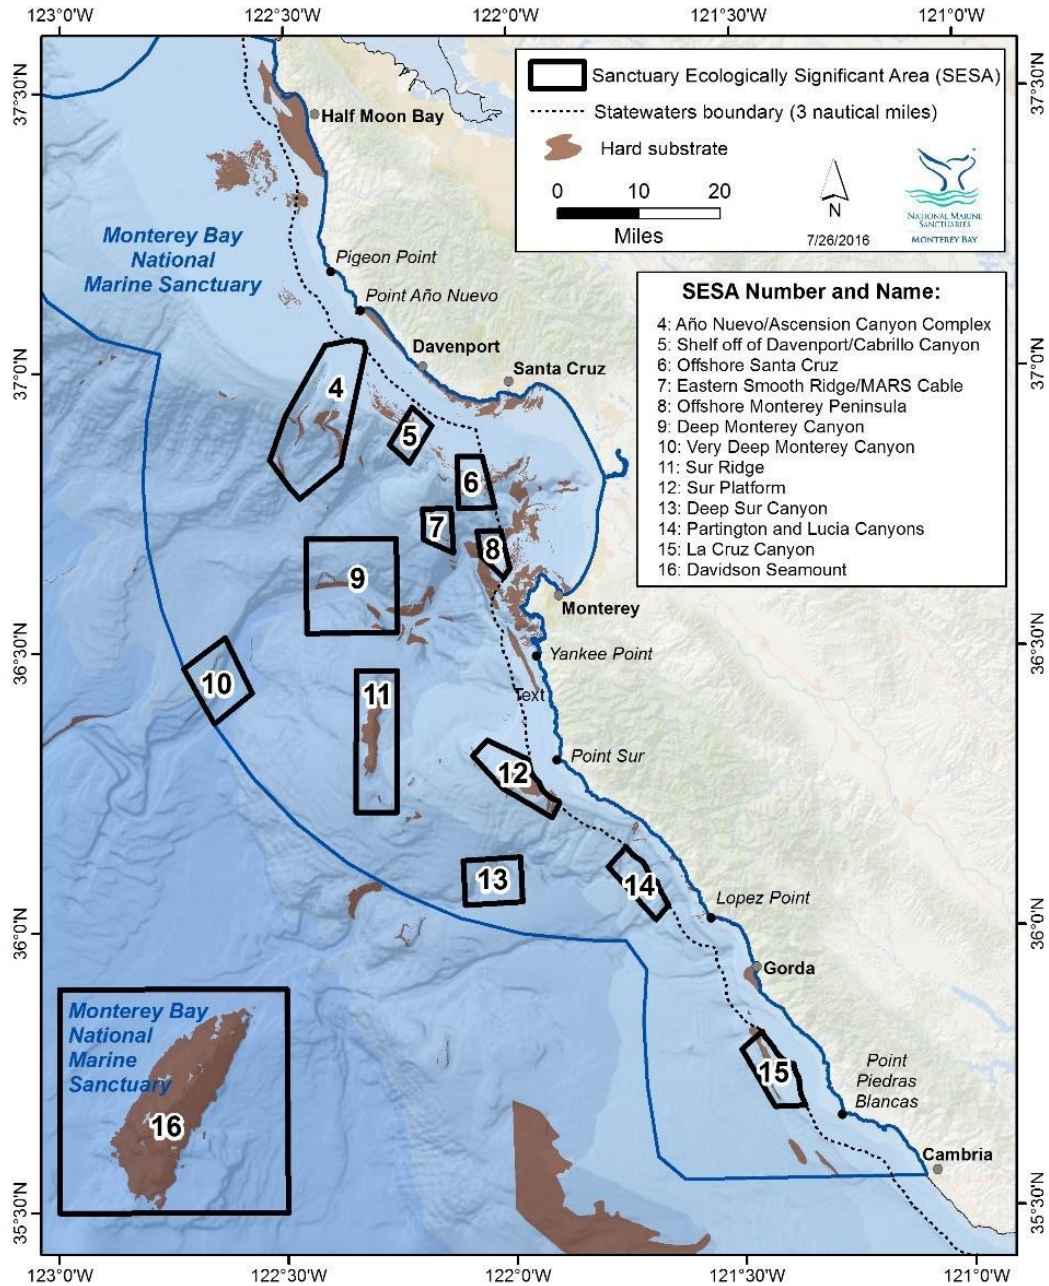 123°0'W 122°30'W 122°0'W 121°30'W 121°0'W
37°30'N
37°30'N
Sanctuary Ecologically Significant Area (SESA)
Statewaters boundary (3 nautical miles)
Hard substrate
0 10 20
Miles
N
7/26/2016
NATIONAL MARINE
SANCTUARIES
MONTEREY BAY
Half Moon Bay
Monterey Bay
National
Marine Sanctuary
Pigeon Point
Point Año Nuevo
Davenport
Santa Cruz
SESA Number and Name:
4: Año Nuevo/Ascension Canyon Complex
5: Shelf off of Davenport/Cabrillo Canyon
6: Offshore Santa Cruz
7: Eastern Smooth Ridge/MARS Cable
8: Offshore Monterey Peninsula
9: Deep Monterey Canyon
10: Very Deep Monterey Canyon
11: Sur Ridge
12: Sur Platform
13: Deep Sur Canyon
14: Partington and Lucia Canyons
15: La Cruz Canyon
16: Davidson Seamount
37°0'N
37°0'N
4
5
6
7
8
9
Monterey
Yankee Point
36°30'N
36°30'N
10
11
Text
Point Sur
12
13
14
Lopez Point
36°0'N
36°0'N
Gorda
Monterey Bay
National
Marine
Sanctuary
16
15
Point
Piedras
Blancas
Cambria
35°30'N
35°30'N
123°0'W 122°30'W 122°0'W 121°30'W 121°0'W